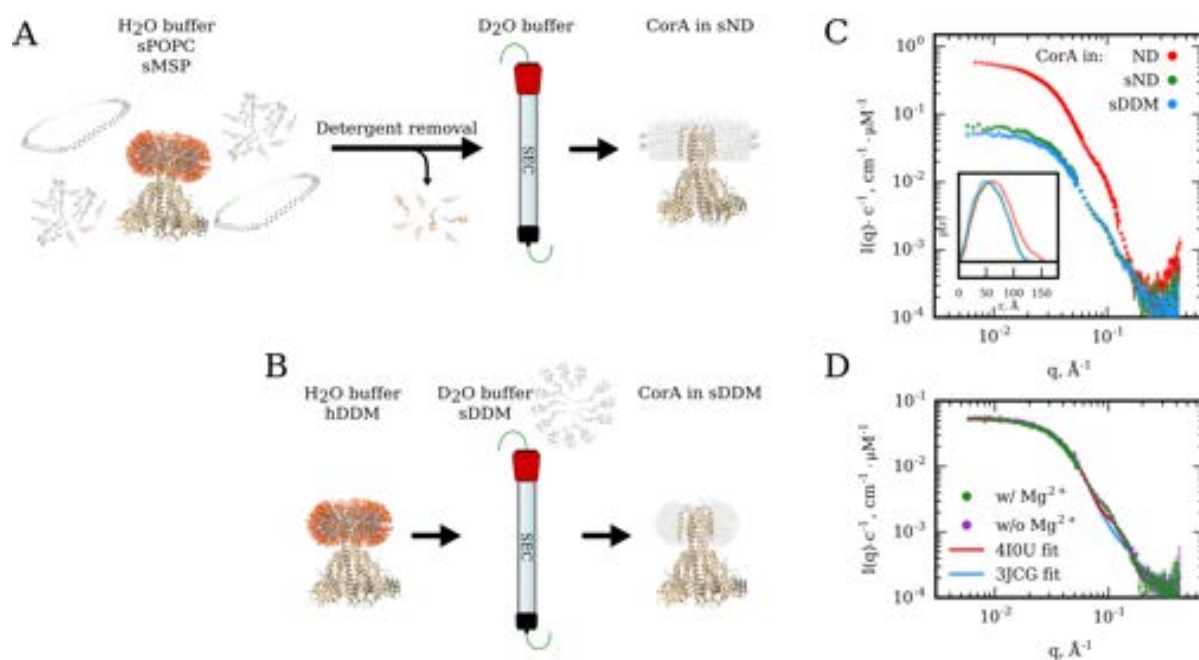 A
H₂O buffer
sPOPC
sMSP
Detergent removal
D₂O buffer
SEC
CorA in sND
B
H₂O buffer
hDDM
D₂O buffer
sDDM
SEC
CorA in sDDM
C
CorA in: ND
sND
sDDM
I(q)·c⁻¹, cm⁻¹·μM⁻¹
10⁰
10⁻¹
10⁻²
10⁻³
10⁻⁴
p(r)
0 50 100 150
r, Å
10⁻² 10⁻¹
q, Å⁻¹
D
I(q)·c⁻¹, cm⁻¹·μM⁻¹
10⁻¹
10⁻²
10⁻³
10⁻⁴
w/ Mg²⁺
w/o Mg²⁺
4I0U fit
3JCG fit
10⁻² 10⁻¹
q, Å⁻¹